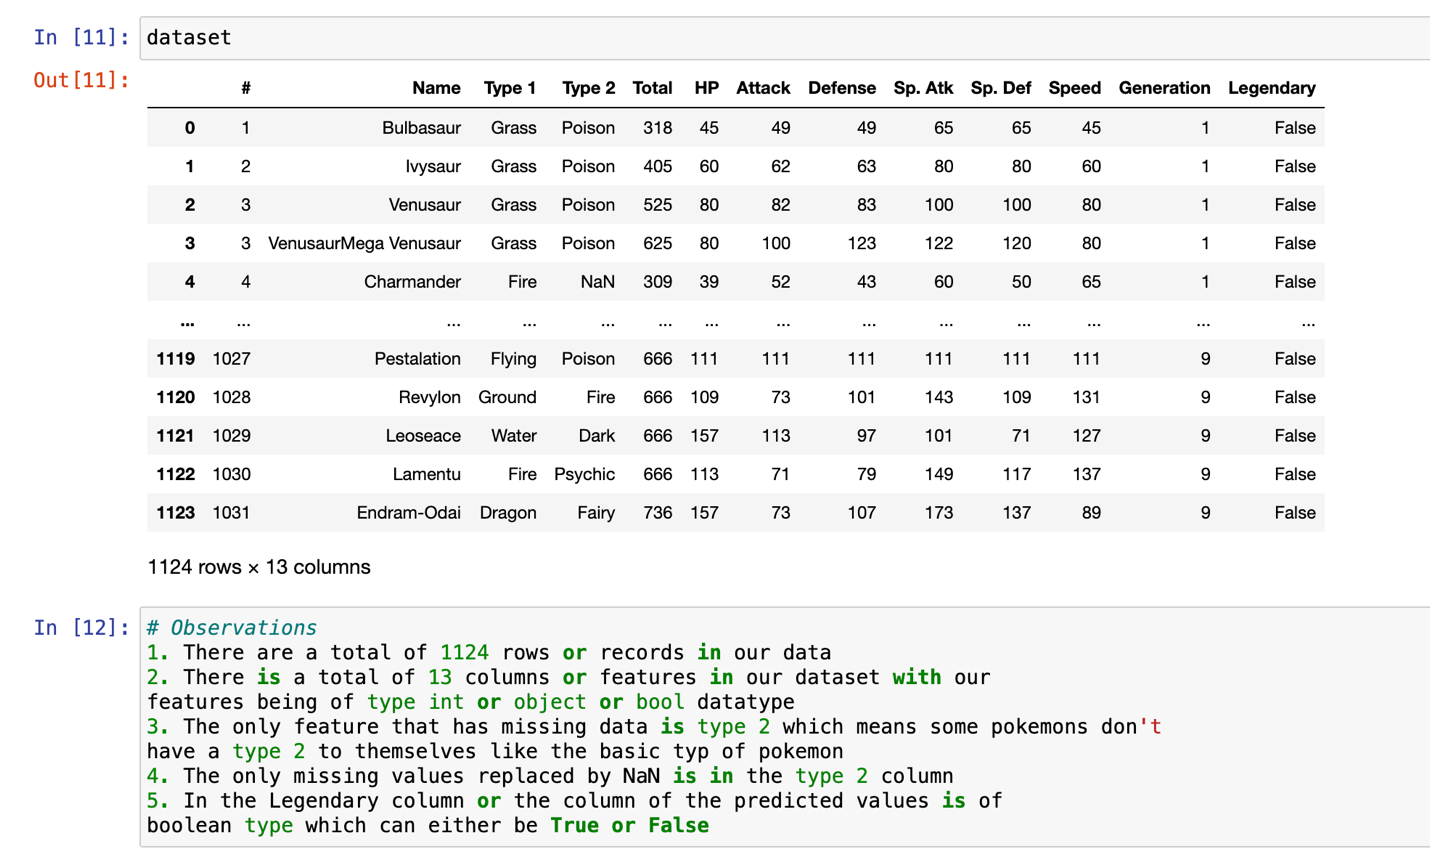 In [11]: dataset
Out[11]:
# Name Type 1 Type 2 Total HP Attack Defense Sp. Atk Sp. Def Speed Generation Legendary
0 1 Bulbasaur Grass Poison 318 45 49 49 65 65 45 1 False
1 2 Ivysaur Grass Poison 405 60 62 63 80 80 60 1 False
2 3 Venusaur Grass Poison 525 80 82 83 100 100 80 1 False
3 3 VenusaurMega Venusaur Grass Poison 625 80 100 123 122 120 80 1 False
4 4 Charmander Fire NaN 309 39 52 43 60 50 65 1 False
... ... ... ... ... ... ... ... ... ... ... ... ... ...
1119 1027 Pestalation Flying Poison 666 111 111 111 111 111 111 9 False
1120 1028 Revylon Ground Fire 666 109 73 101 143 109 131 9 False
1121 1029 Leoseace Water Dark 666 157 113 97 101 71 127 9 False
1122 1030 Lamentu Fire Psychic 666 113 71 79 149 117 137 9 False
1123 1031 Endram-Odai Dragon Fairy 736 157 73 107 173 137 89 9 False
1124 rows × 13 columns
In [12]: # Observations
1. There are a total of 1124 rows or records in our data
2. There is a total of 13 columns or features in our dataset with our
features being of type int or object or bool datatype
3. The only feature that has missing data is type 2 which means some pokemons don't
have a type 2 to themselves like the basic typ of pokemon
4. The only missing values replaced by NaN is in the type 2 column
5. In the Legendary column or the column of the predicted values is of
boolean type which can either be True or False